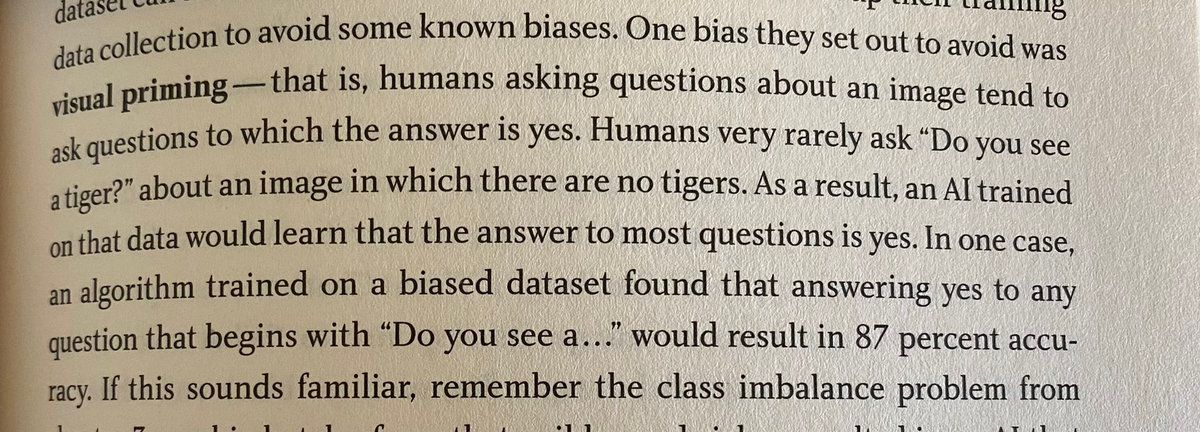 dataset
data collection to avoid some known biases. One bias they set out to avoid was
visual priming—that is, humans asking questions about an image tend to
ask questions to which the answer is yes. Humans very rarely ask “Do you see
a tiger?” about an image in which there are no tigers. As a result, an AI trained
on that data would learn that the answer to most questions is yes. In one case,
an algorithm trained on a biased dataset found that answering yes to any
question that begins with “Do you see a…” would result in 87 percent accu-
racy. If this sounds familiar, remember the class imbalance problem from